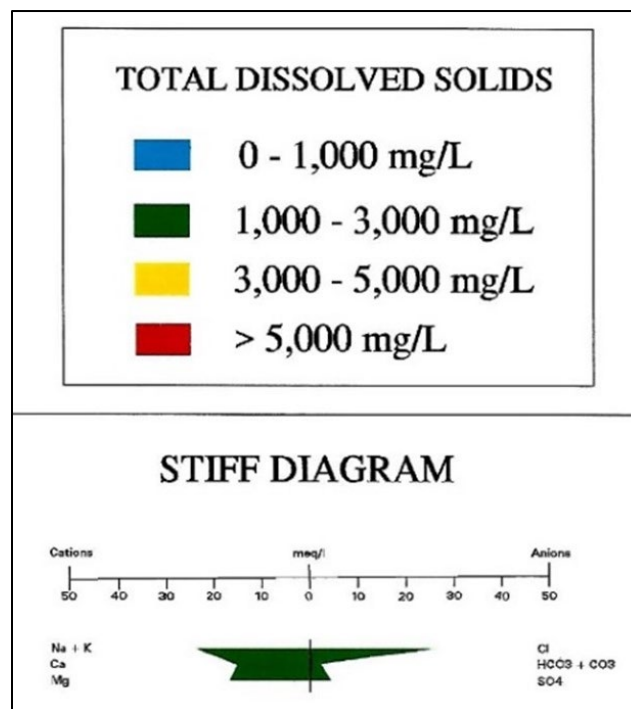 TOTAL DISSOLVED SOLIDS
0 - 1,000 mg/L
1,000 - 3,000 mg/L
3,000 - 5,000 mg/L
> 5,000 mg/L
STIFF DIAGRAM
Cations meq/l Anions
50 40 30 20 10 0 10 20 30 40 50
Na + K Cl
Ca HCO3 + CO3
Mg SO4